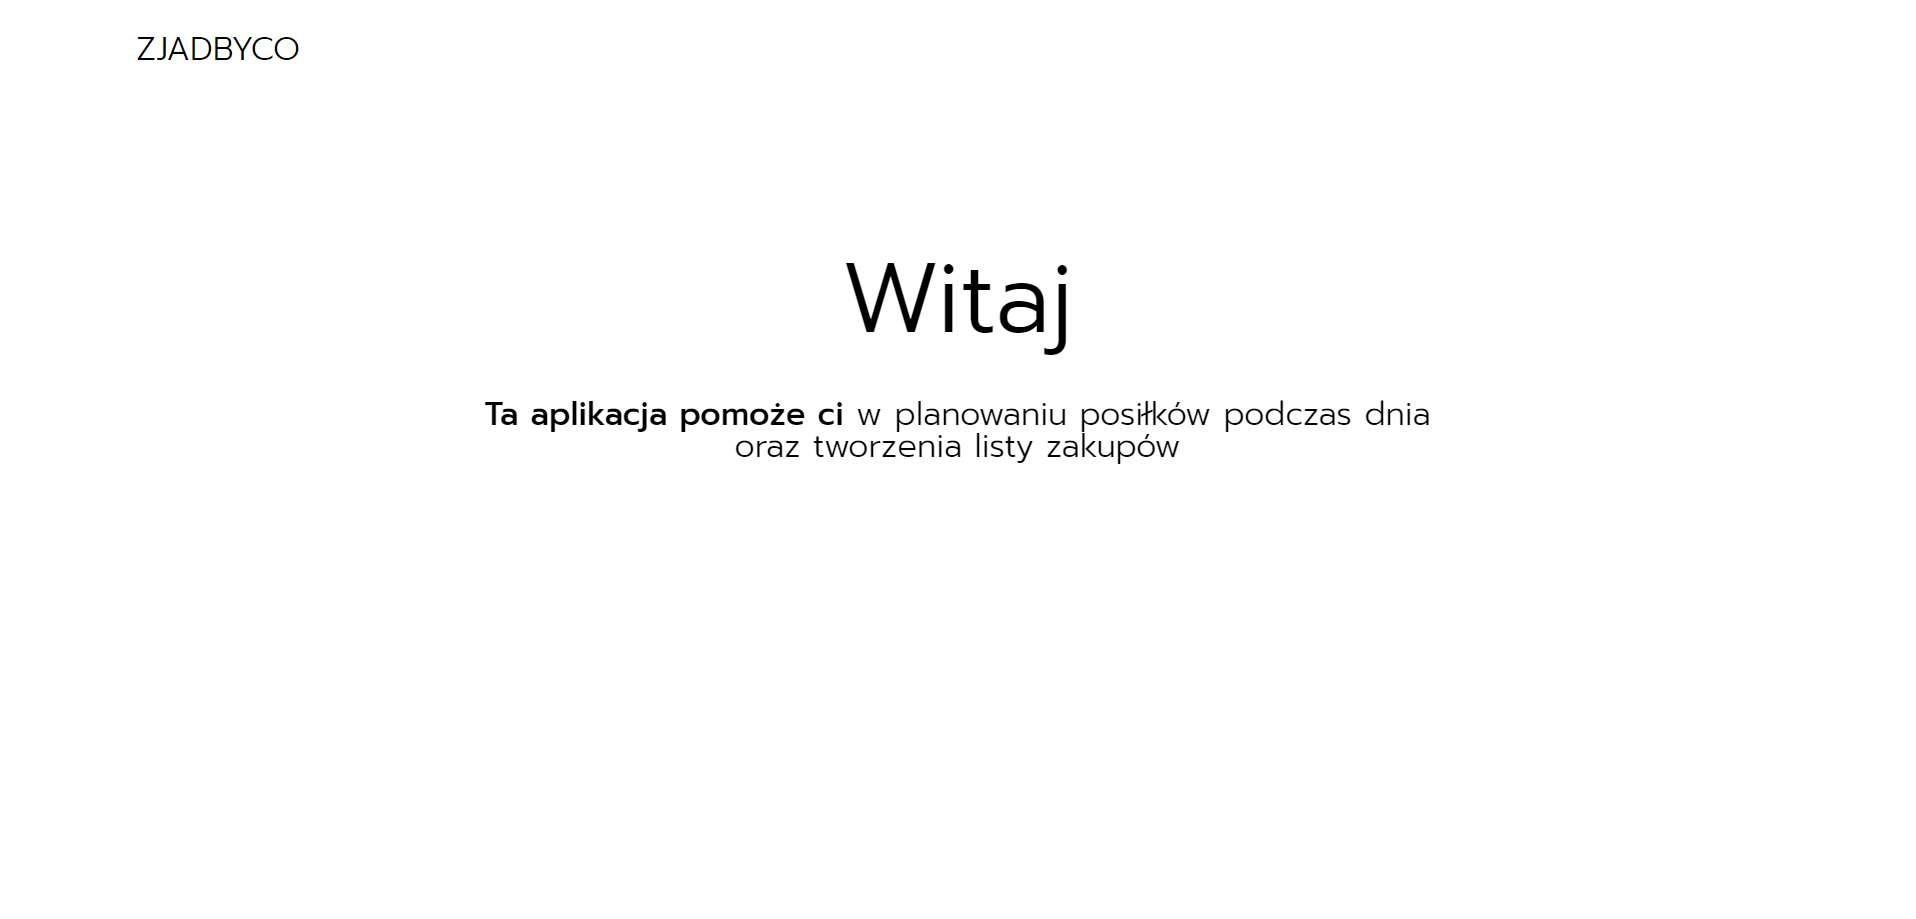 ZJADBYCO
Witaj
Ta aplikacja pomoże ci w planowaniu posiłków podczas dnia
oraz tworzenia listy zakupów